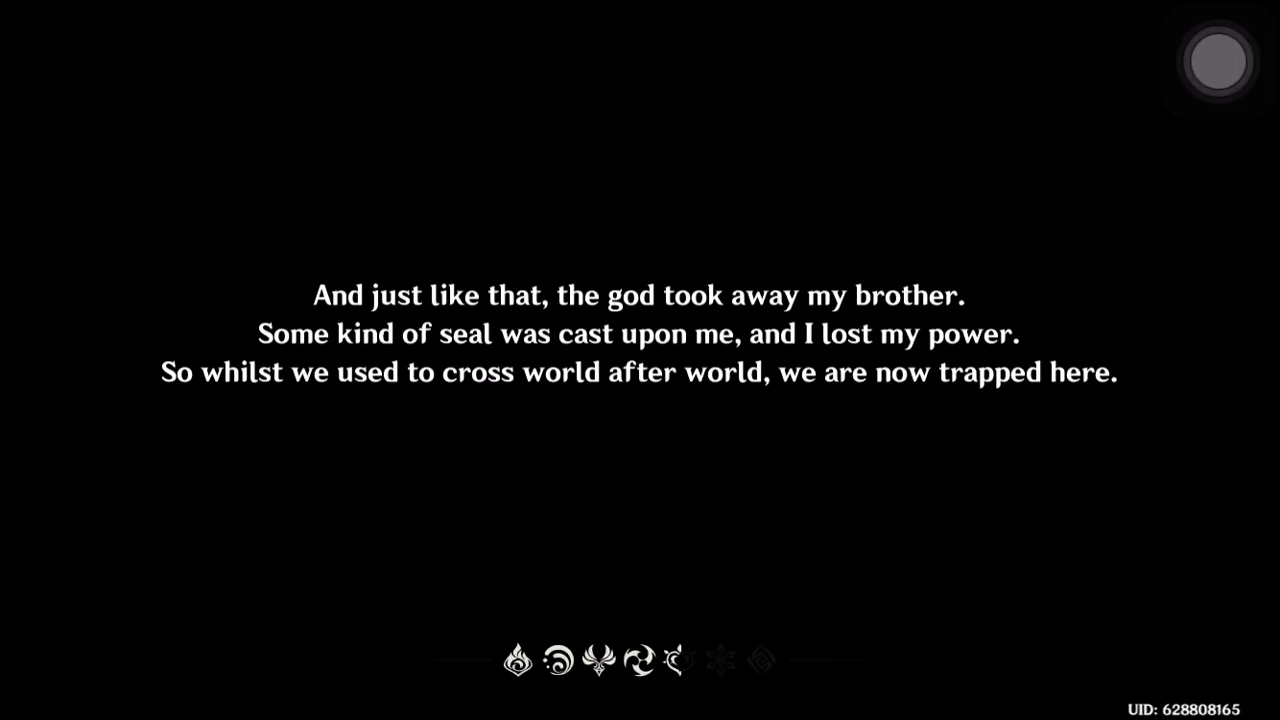 And just like that, the god took away my brother.
Some kind of seal was cast upon me, and I lost my power.
So whilst we used to cross world after world, we are now trapped here.
UID: 628808165